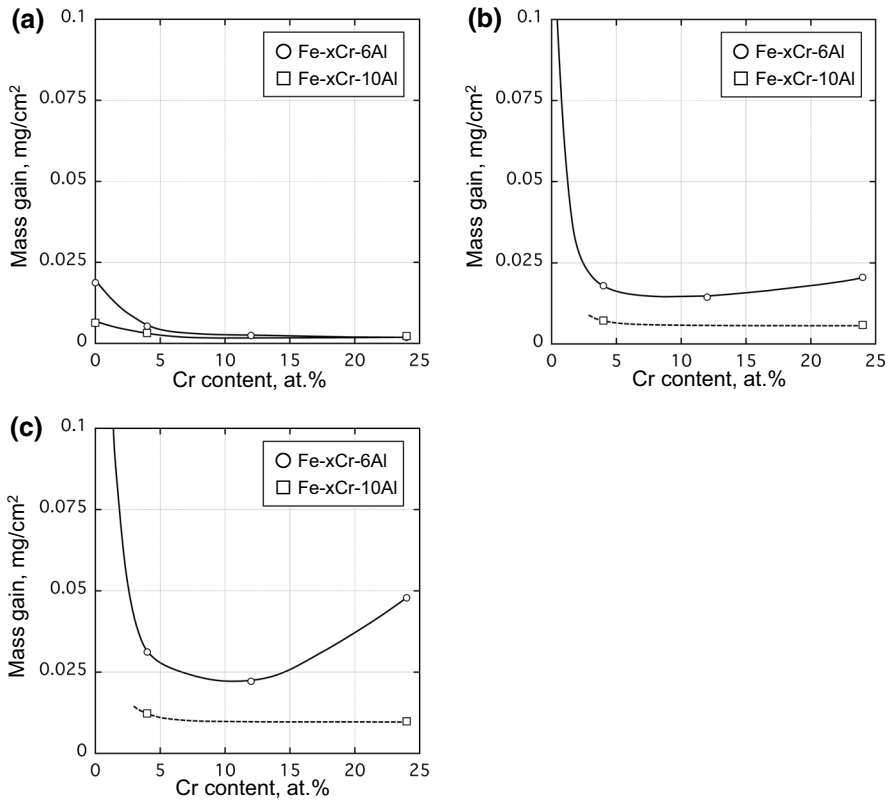 (a)
Mass gain, mg/cm²
0.1
0.075
0.05
0.025
0
Fe-xCr-6Al
Fe-xCr-10Al
0 5 10 15 20 25
Cr content, at.%
(b)
Mass gain, mg/cm²
0.1
0.075
0.05
0.025
0
Fe-xCr-6Al
Fe-xCr-10Al
0 5 10 15 20 25
Cr content, at.%
(c)
Mass gain, mg/cm²
0.1
0.075
0.05
0.025
0
Fe-xCr-6Al
Fe-xCr-10Al
0 5 10 15 20 25
Cr content, at.%